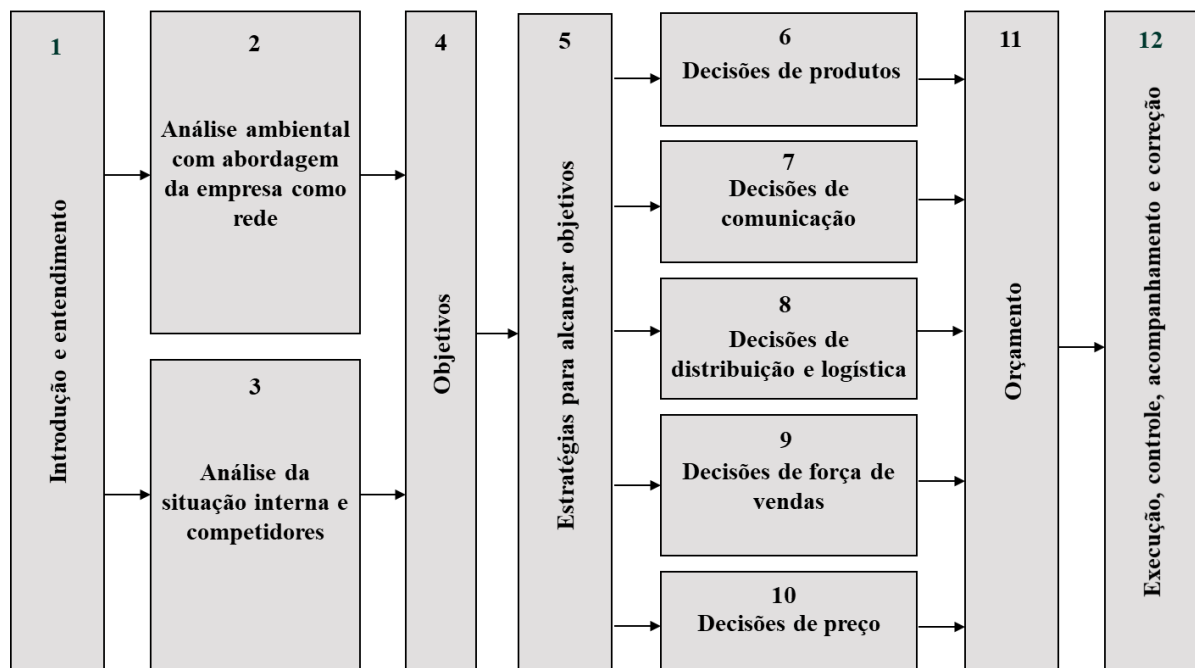 1
Introdução e entendimento
2
Análise ambiental
com abordagem
da empresa como
rede
3
Análise da
situação interna e
competidores
4
Objetivos
5
Estratégias para alcançar objetivos
6
Decisões de produtos
7
Decisões de
comunicação
8
Decisões de
distribuição e logística
9
Decisões de força de
vendas
10
Decisões de preço
11
Orçamento
12
Execução, controle, acompanhamento e correção